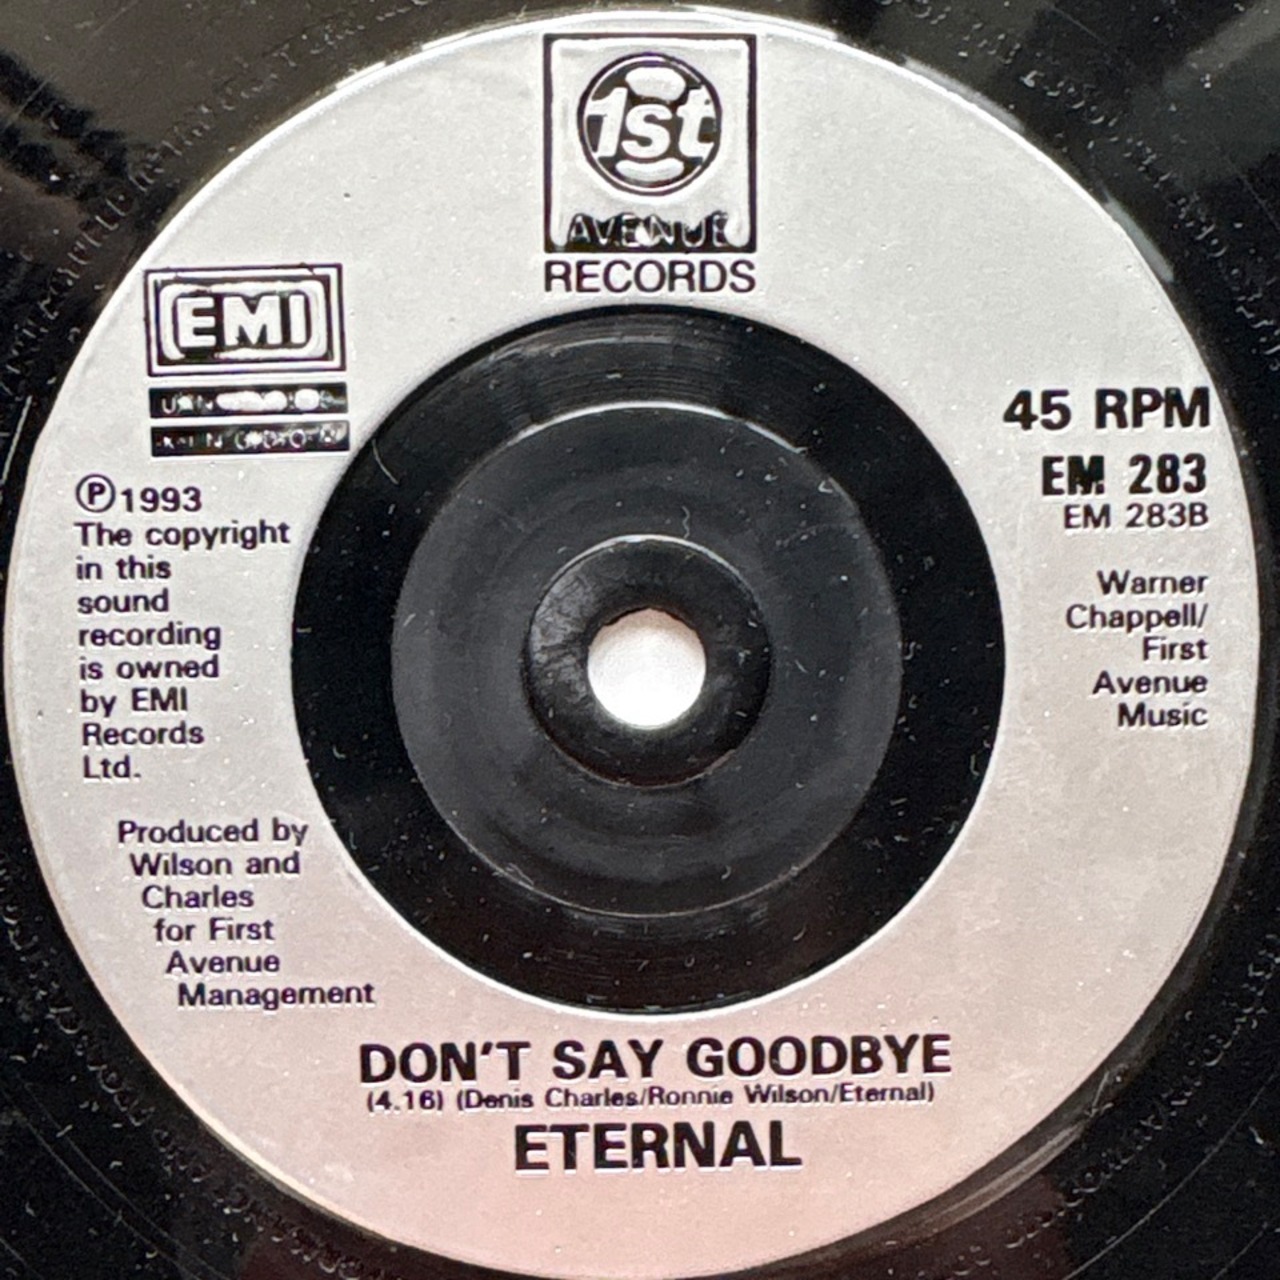 1st
AVENUE
RECORDS
EMI
45 RPM
EM 283
EM 283B
Ⓟ1993
The copyright
in this
sound
recording
is owned
by EMI
Records
Ltd.
Warner
Chappell/
First
Avenue
Music
Produced by
Wilson and
Charles
for First
Avenue
Management
DON'T SAY GOODBYE
(4.16) (Denis Charles/Ronnie Wilson/Eternal)
ETERNAL